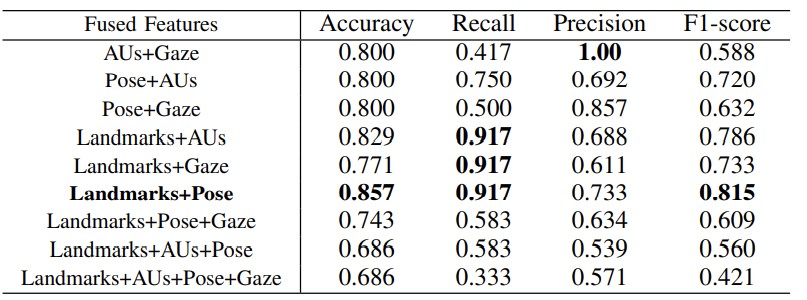 Fused Features Accuracy Recall Precision F1-score
AUs+Gaze 0.800 0.417 1.00 0.588
Pose+AUs 0.800 0.750 0.692 0.720
Pose+Gaze 0.800 0.500 0.857 0.632
Landmarks+AUs 0.829 0.917 0.688 0.786
Landmarks+Gaze 0.771 0.917 0.611 0.733
Landmarks+Pose 0.857 0.917 0.733 0.815
Landmarks+Pose+Gaze 0.743 0.583 0.634 0.609
Landmarks+AUs+Pose 0.686 0.583 0.539 0.560
Landmarks+AUs+Pose+Gaze 0.686 0.333 0.571 0.421